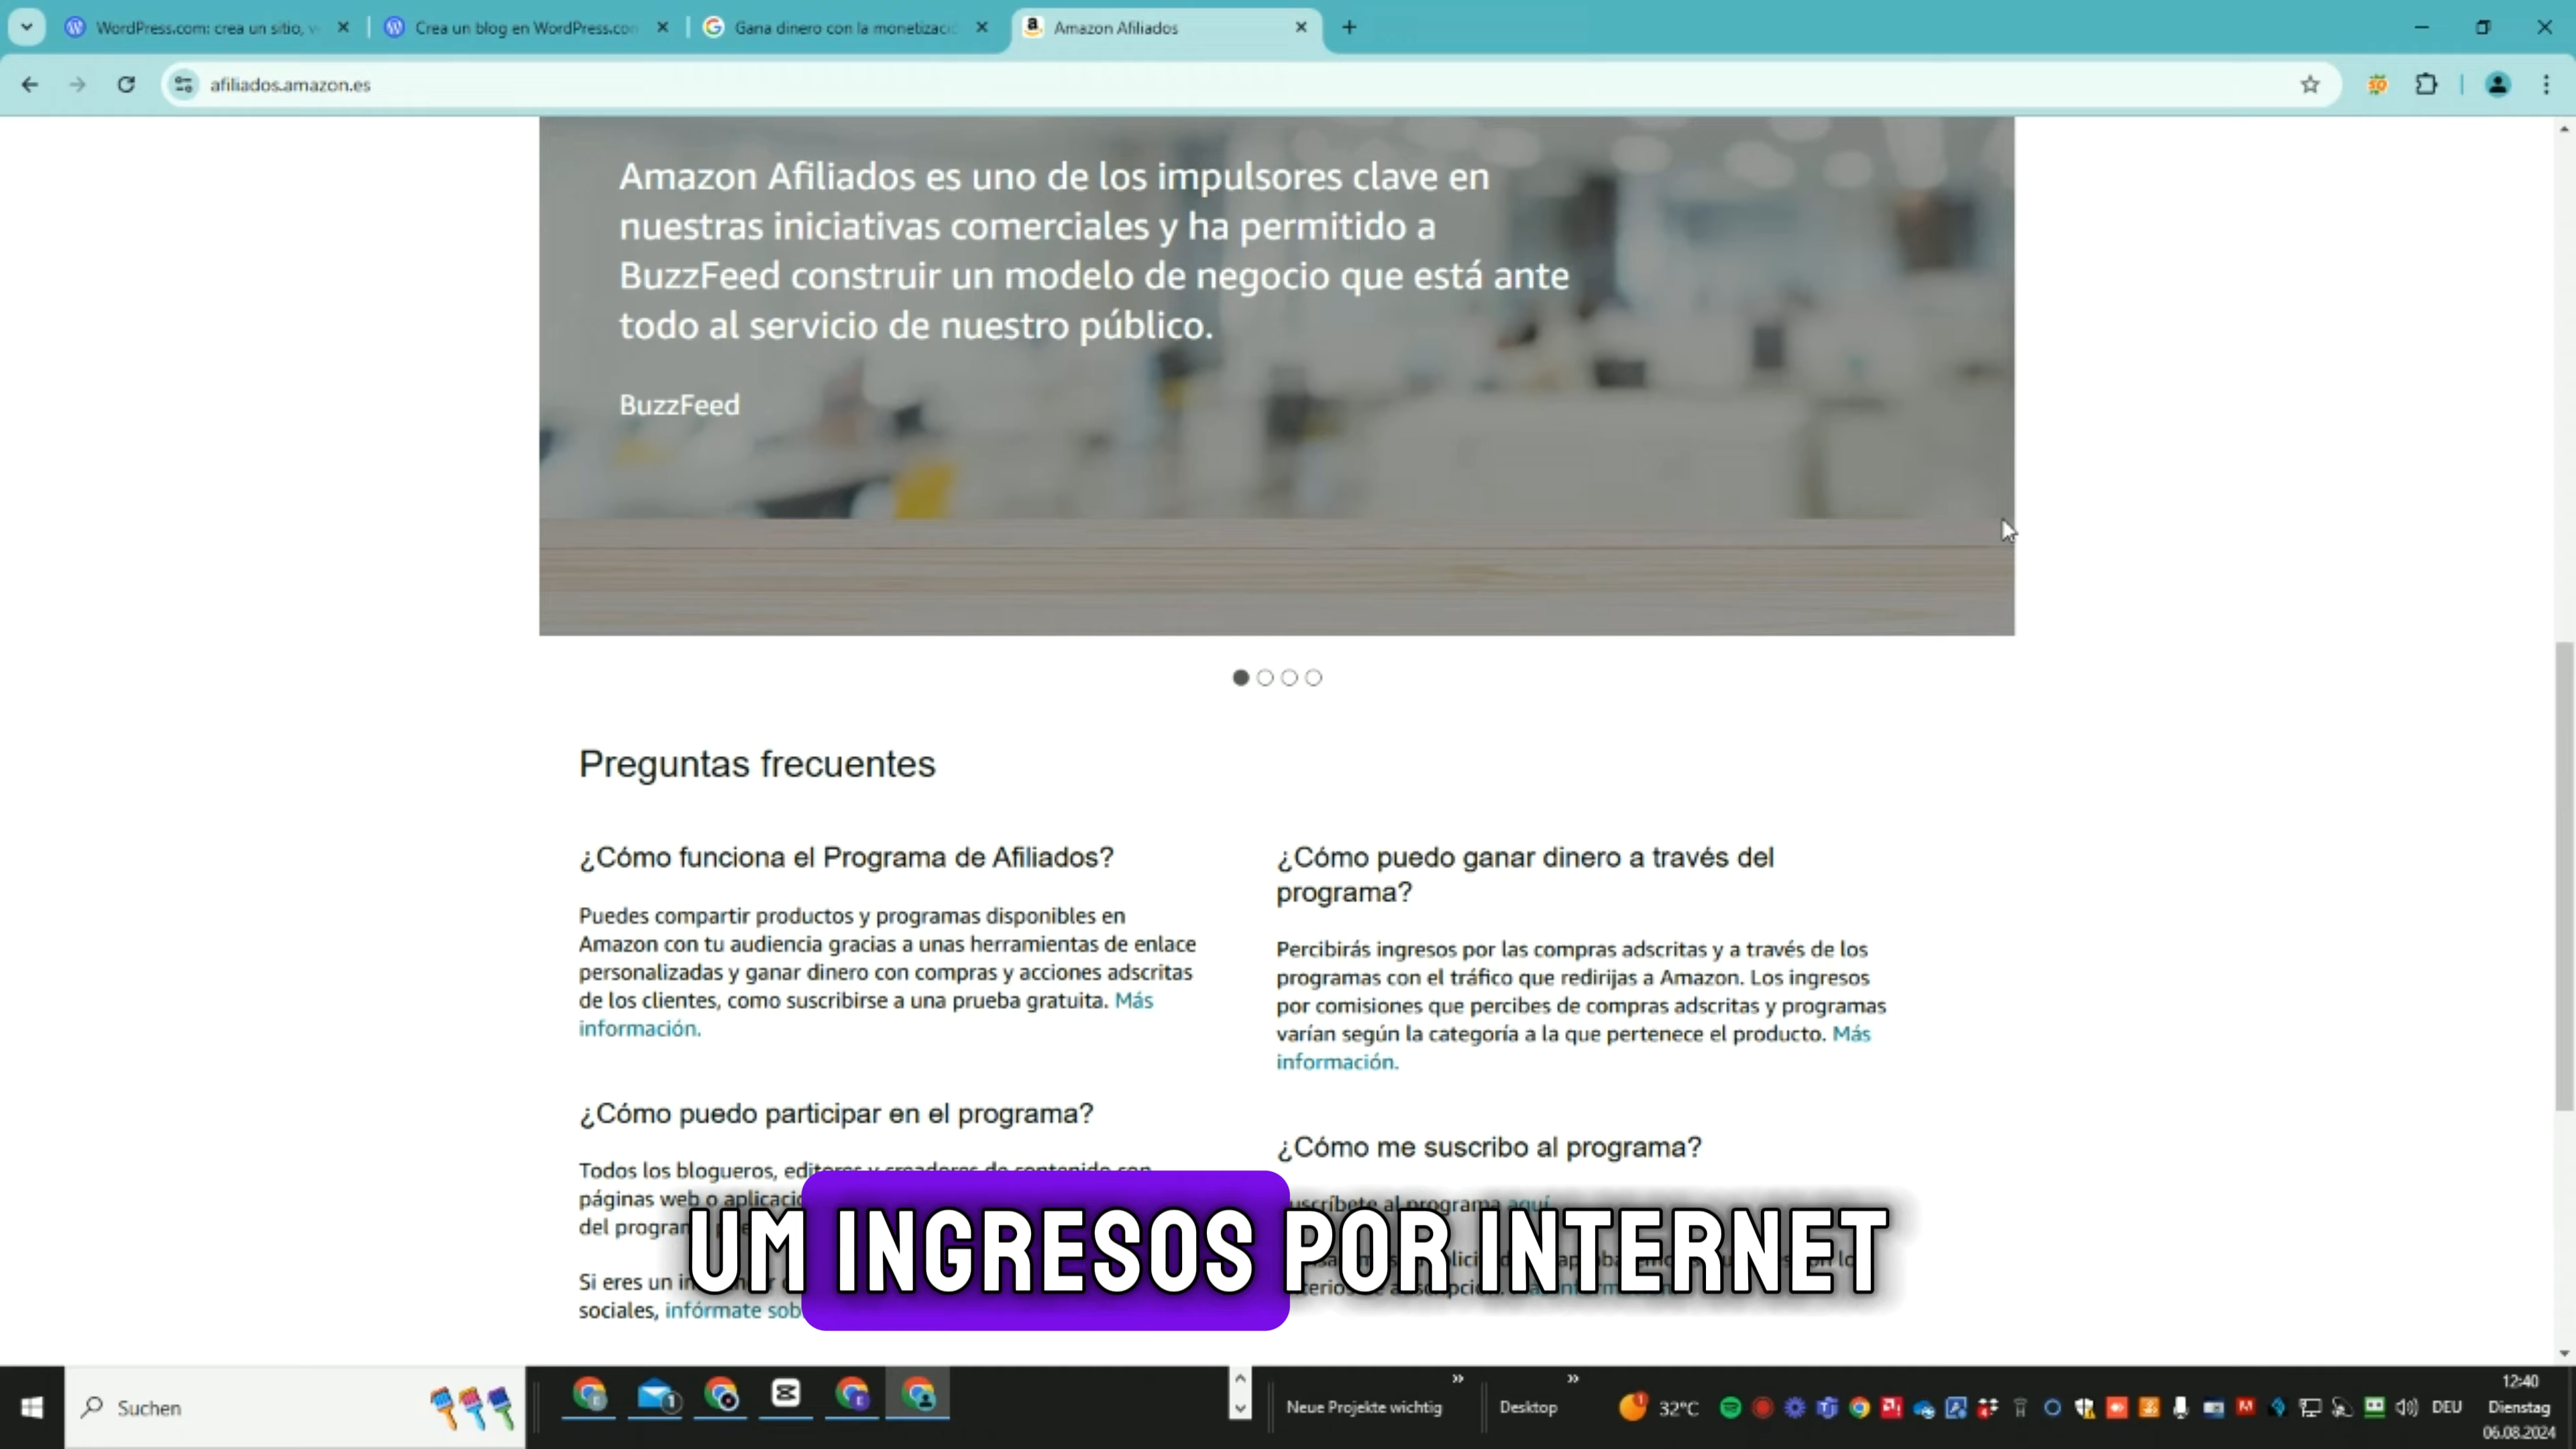 WordPress.com: crea un sitio, v
Crea un blog en WordPress.com
Gana dinero con la monetizació
Amazon Afiliados
afiliados.amazon.es
Amazon Afiliados es uno de los impulsores clave en
nuestras iniciativas comerciales y ha permitido a
BuzzFeed construir un modelo de negocio que está ante
todo al servicio de nuestro público.
BuzzFeed
Preguntas frecuentes
¿Cómo funciona el Programa de Afiliados?
Puedes compartir productos y programas disponibles en
Amazon con tu audiencia gracias a unas herramientas de enlace
personalizadas y ganar dinero con compras y acciones adscritas
de los clientes, como suscribirse a una prueba gratuita. Más
información.
¿Cómo puedo participar en el programa?
Todos los blogueros, editores y creadores de contenido con
páginas web o
del
Si eres un
sociales, infórmate
¿Cómo puedo ganar dinero a través del
programa?
Percibirás ingresos por las compras adscritas y a través de los
programas con el tráfico que redirijas a Amazon. Los ingresos
por comisiones que percibes de compras adscritas y programas
varían según la categoría a la que pertenece el producto. Más
información.
¿Cómo me suscribo al programa?
al programa aquí
UM INGRESOS POR INTERNET
Suchen
1
Neue Projekte wichtig
Desktop
32°C
DEU
12:40
Dienstag
06.08.2024